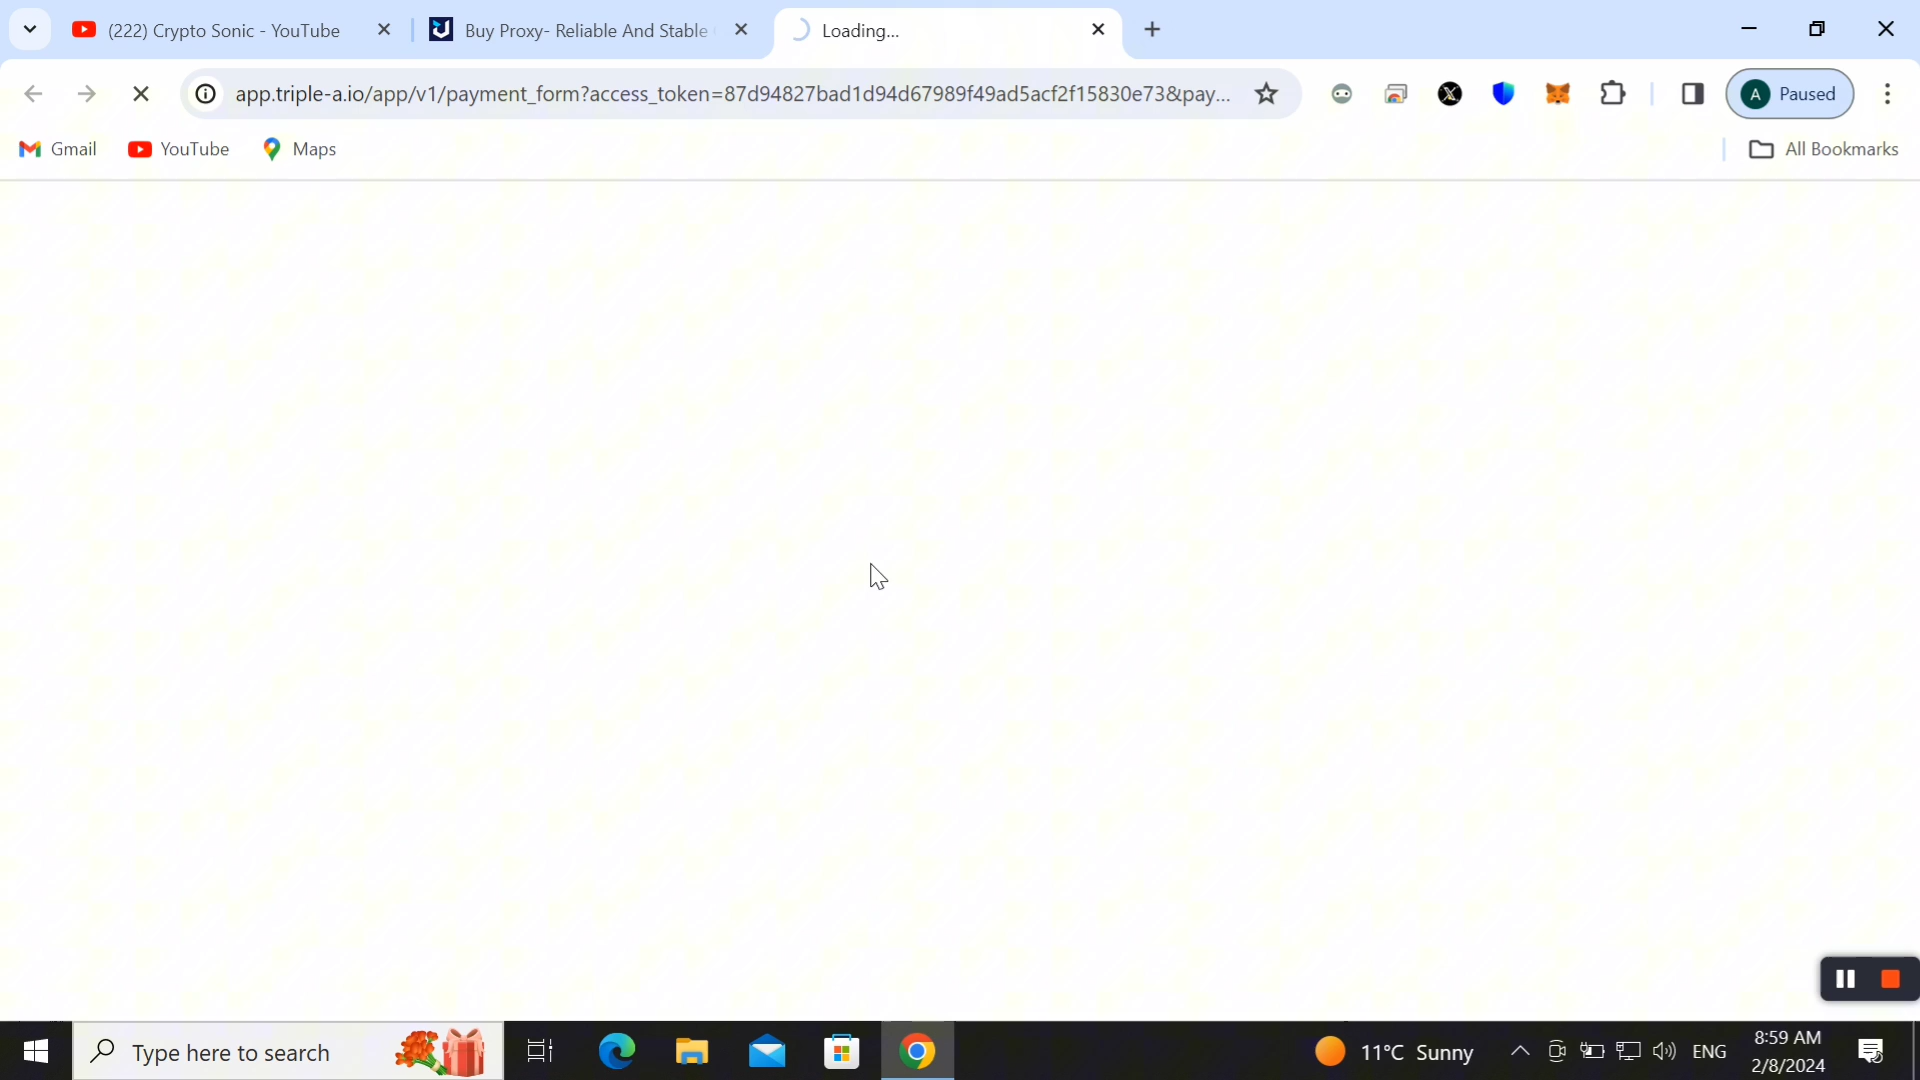 (222) Crypto Sonic - YouTube
Buy Proxy- Reliable And Stable
Loading...
app.triple-a.io/app/v1/payment_form?access_token=87d94827bad1d94d67989f49ad5acf2f15830e73&pay...
A Paused
Gmail
YouTube
Maps
All Bookmarks
Type here to search
11°C Sunny
ENG
8:59 AM
2/8/2024